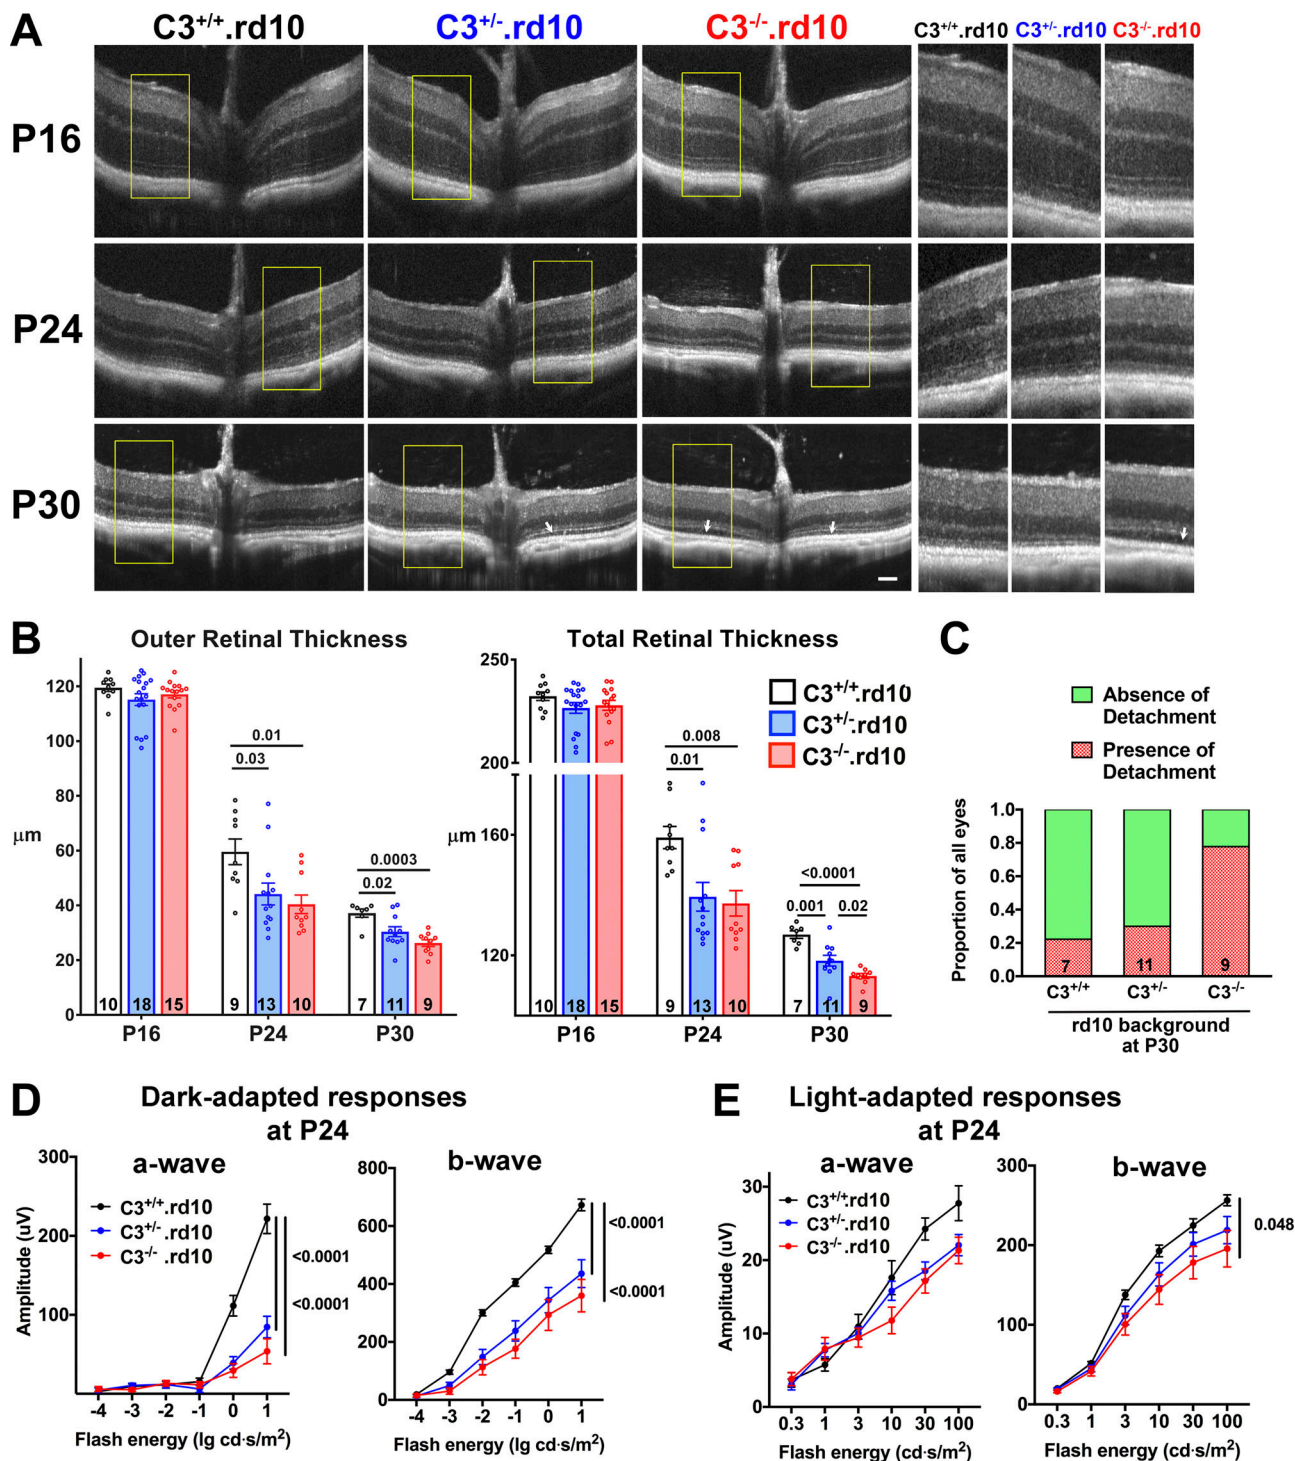 A
C3+/+.rd10
C3+/-.rd10
C3-/-.rd10
C3+/+.rd10
C3+/-.rd10
C3-/-.rd10
P16
P24
P30
B
Outer Retinal Thickness
μm
120
100
80
60
40
20
0
0.01
0.03
0.0003
0.02
10
18
15
9
13
10
7
11
9
P16
P24
P30
Total Retinal Thickness
μm
250
200
160
120
0.008
0.01
<0.0001
0.001
0.02
10
18
15
9
13
10
7
11
9
P16
P24
P30
C3+/+.rd10
C3+/-.rd10
C3-/-.rd10
C
Absence of
Detachment
Presence of
Detachment
Proportion of all eyes
1.0
0.8
0.6
0.4
0.2
0.0
7
11
9
C3+/+
C3+/-
C3-/-
rd10 background
at P30
D
Dark-adapted responses
at P24
a-wave
Amplitude (uV)
300
200
100
C3+/+.rd10
C3+/-.rd10
C3-/-.rd10
<0.0001
<0.0001
-4 -3 -2 -1 0 1
Flash energy (lg cd·s/m2)
b-wave
800
600
400
200
0
<0.0001
<0.0001
-4 -3 -2 -1 0 1
Flash energy (lg cd·s/m2)
E
Light-adapted responses
at P24
a-wave
Amplitude (uV)
30
20
10
0
C3+/+.rd10
C3+/-.rd10
C3-/-.rd10
0.3 1 3 10 30 100
Flash energy (cd·s/m2)
b-wave
300
200
100
0
0.048
0.3 1 3 10 30 100
Flash energy (cd·s/m2)